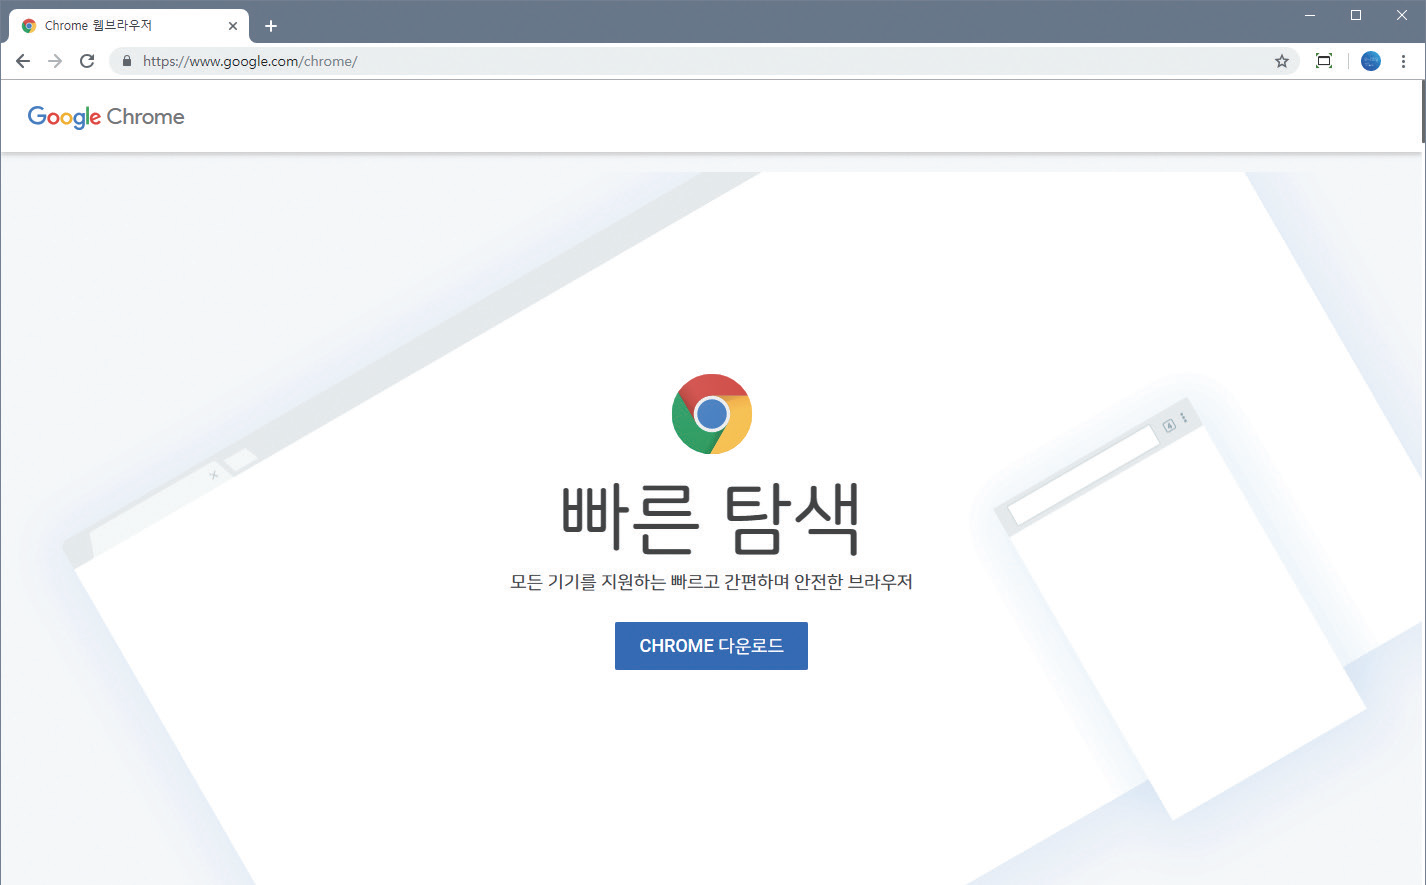 Chrome 웹브라우저
https://www.google.com/chrome/
Google Chrome
4
빠른 탐색
모든 기기를 지원하는 빠르고 간편하며 안전한 브라우저
CHROME 다운로드